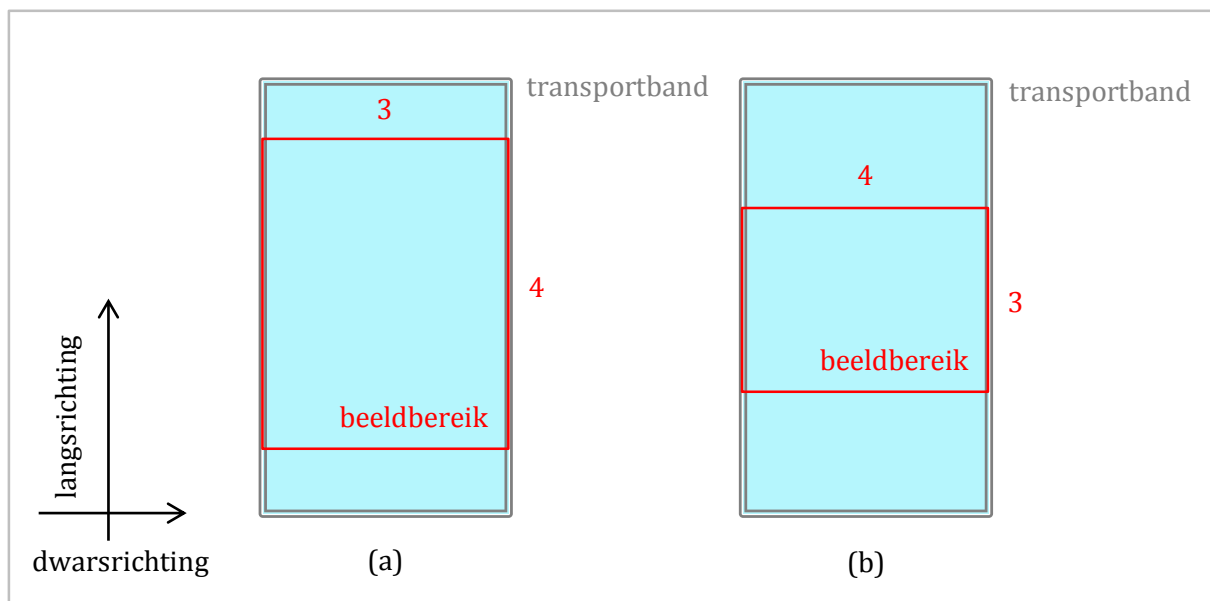 transportband
transportband
3
4
4
3
beeldbereik
beeldbereik
langsrichting
dwarsrichting
(a)
(b)